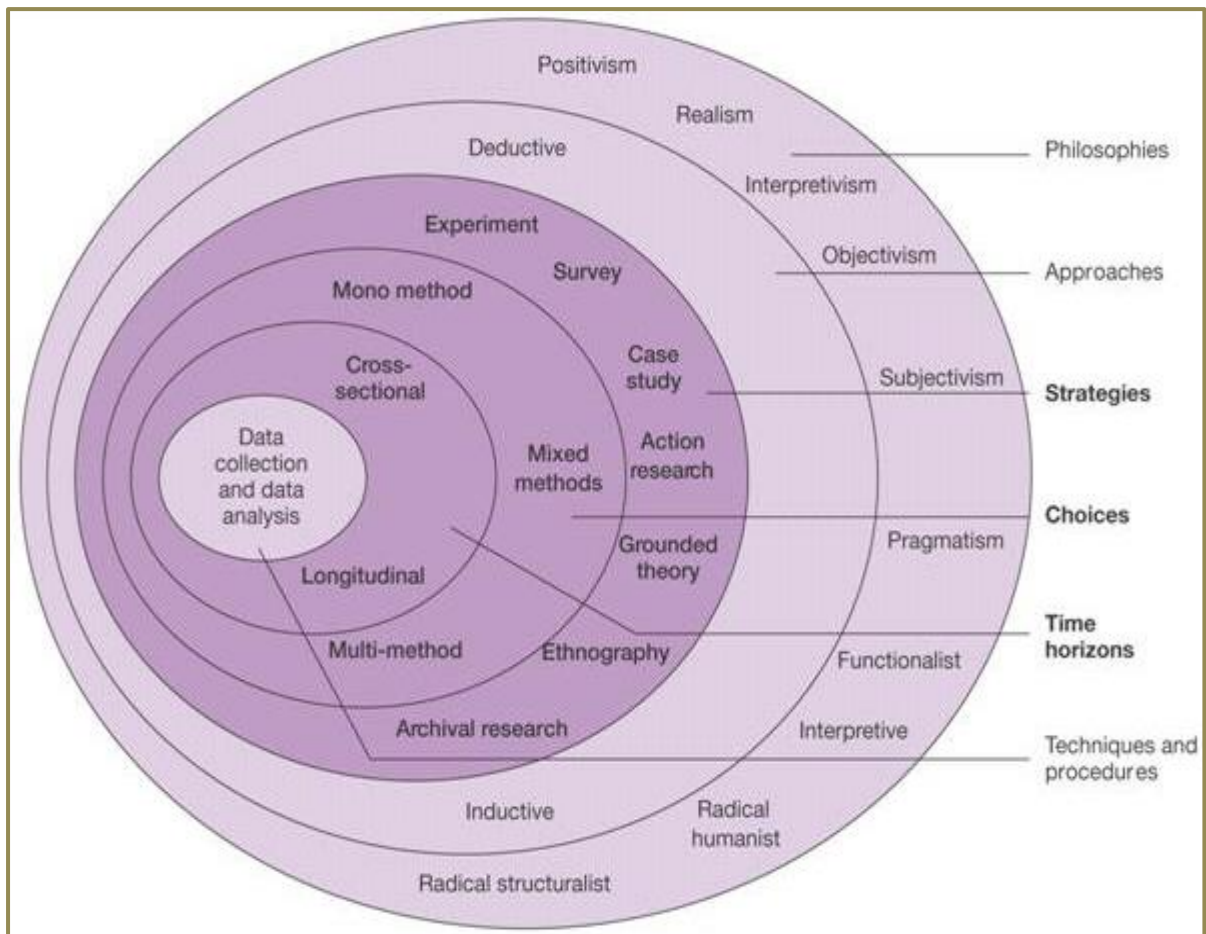 Positivism
Realism
Philosophies
Deductive
Interpretivism
Experiment
Objectivism
Survey
Approaches
Mono method
Case
study
Cross-
sectional
Subjectivism
Strategies
Data
collection
and data
analysis
Mixed
methods
Action
research
Choices
Pragmatism
Grounded
theory
Longitudinal
Time
horizons
Multi-method
Ethnography
Functionalist
Archival research
Interpretive
Techniques and
procedures
Inductive
Radical
humanist
Radical structuralist